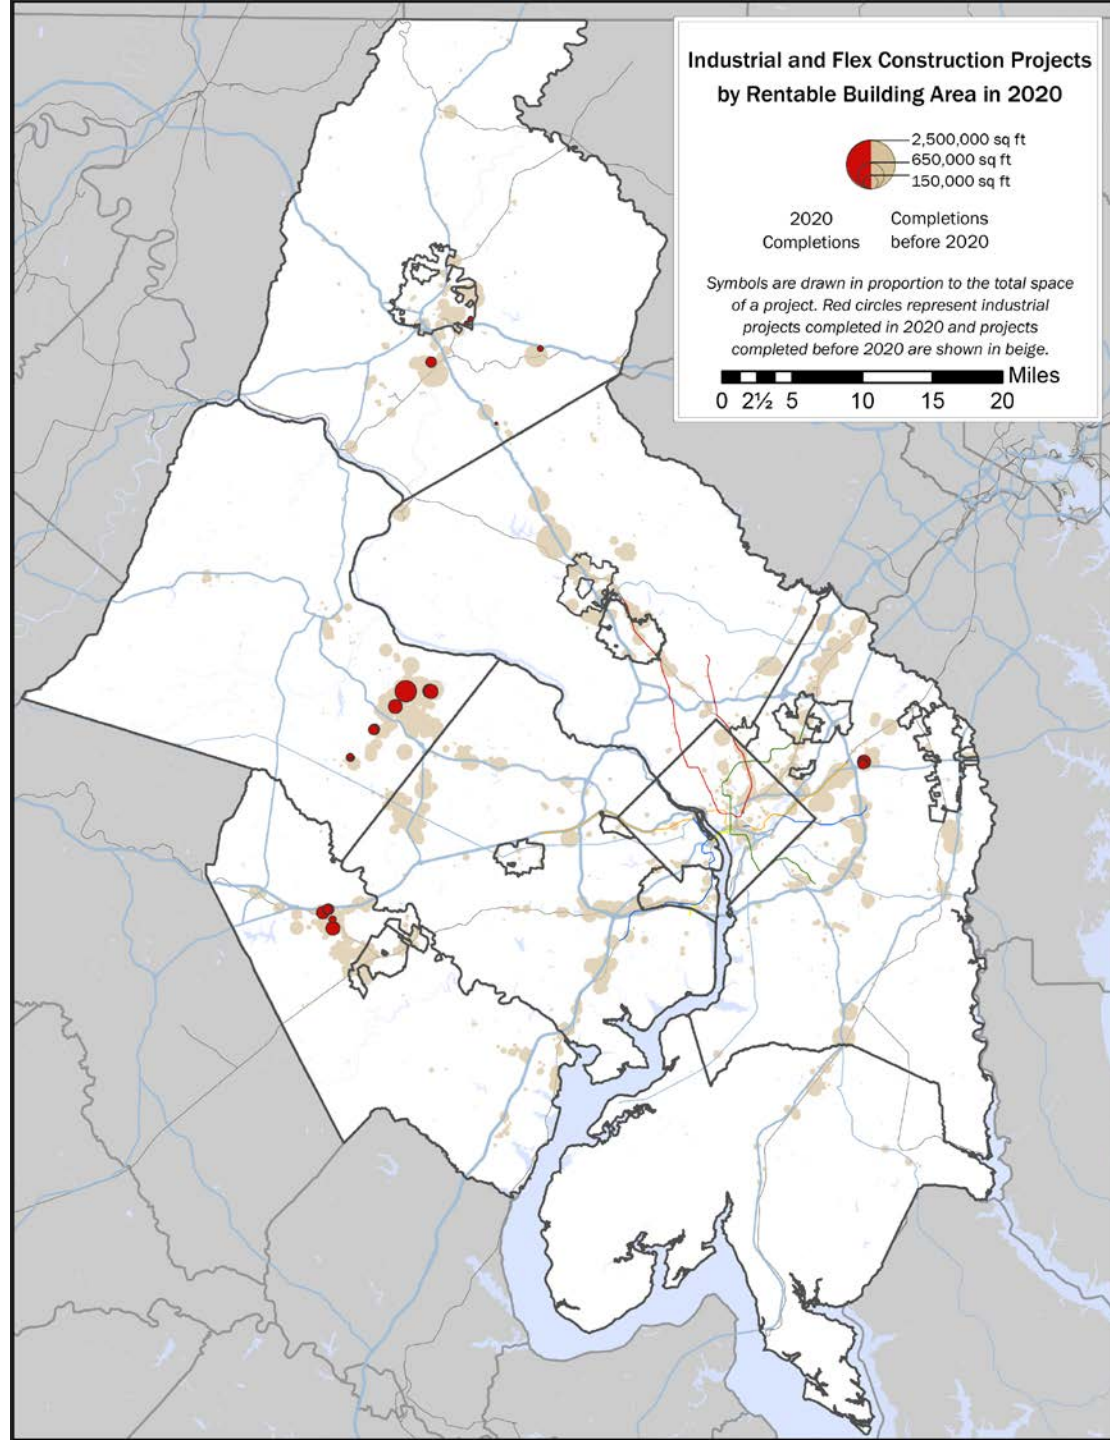 Industrial and Flex Construction Projects
by Rentable Building Area in 2020
2,500,000 sq ft
650,000 sq ft
150,000 sq ft
2020
Completions
Completions
before 2020
Symbols are drawn in proportion to the total space
of a project. Red circles represent industrial
projects completed in 2020 and projects
completed before 2020 are shown in beige.
Miles
0 2½ 5 10 15 20